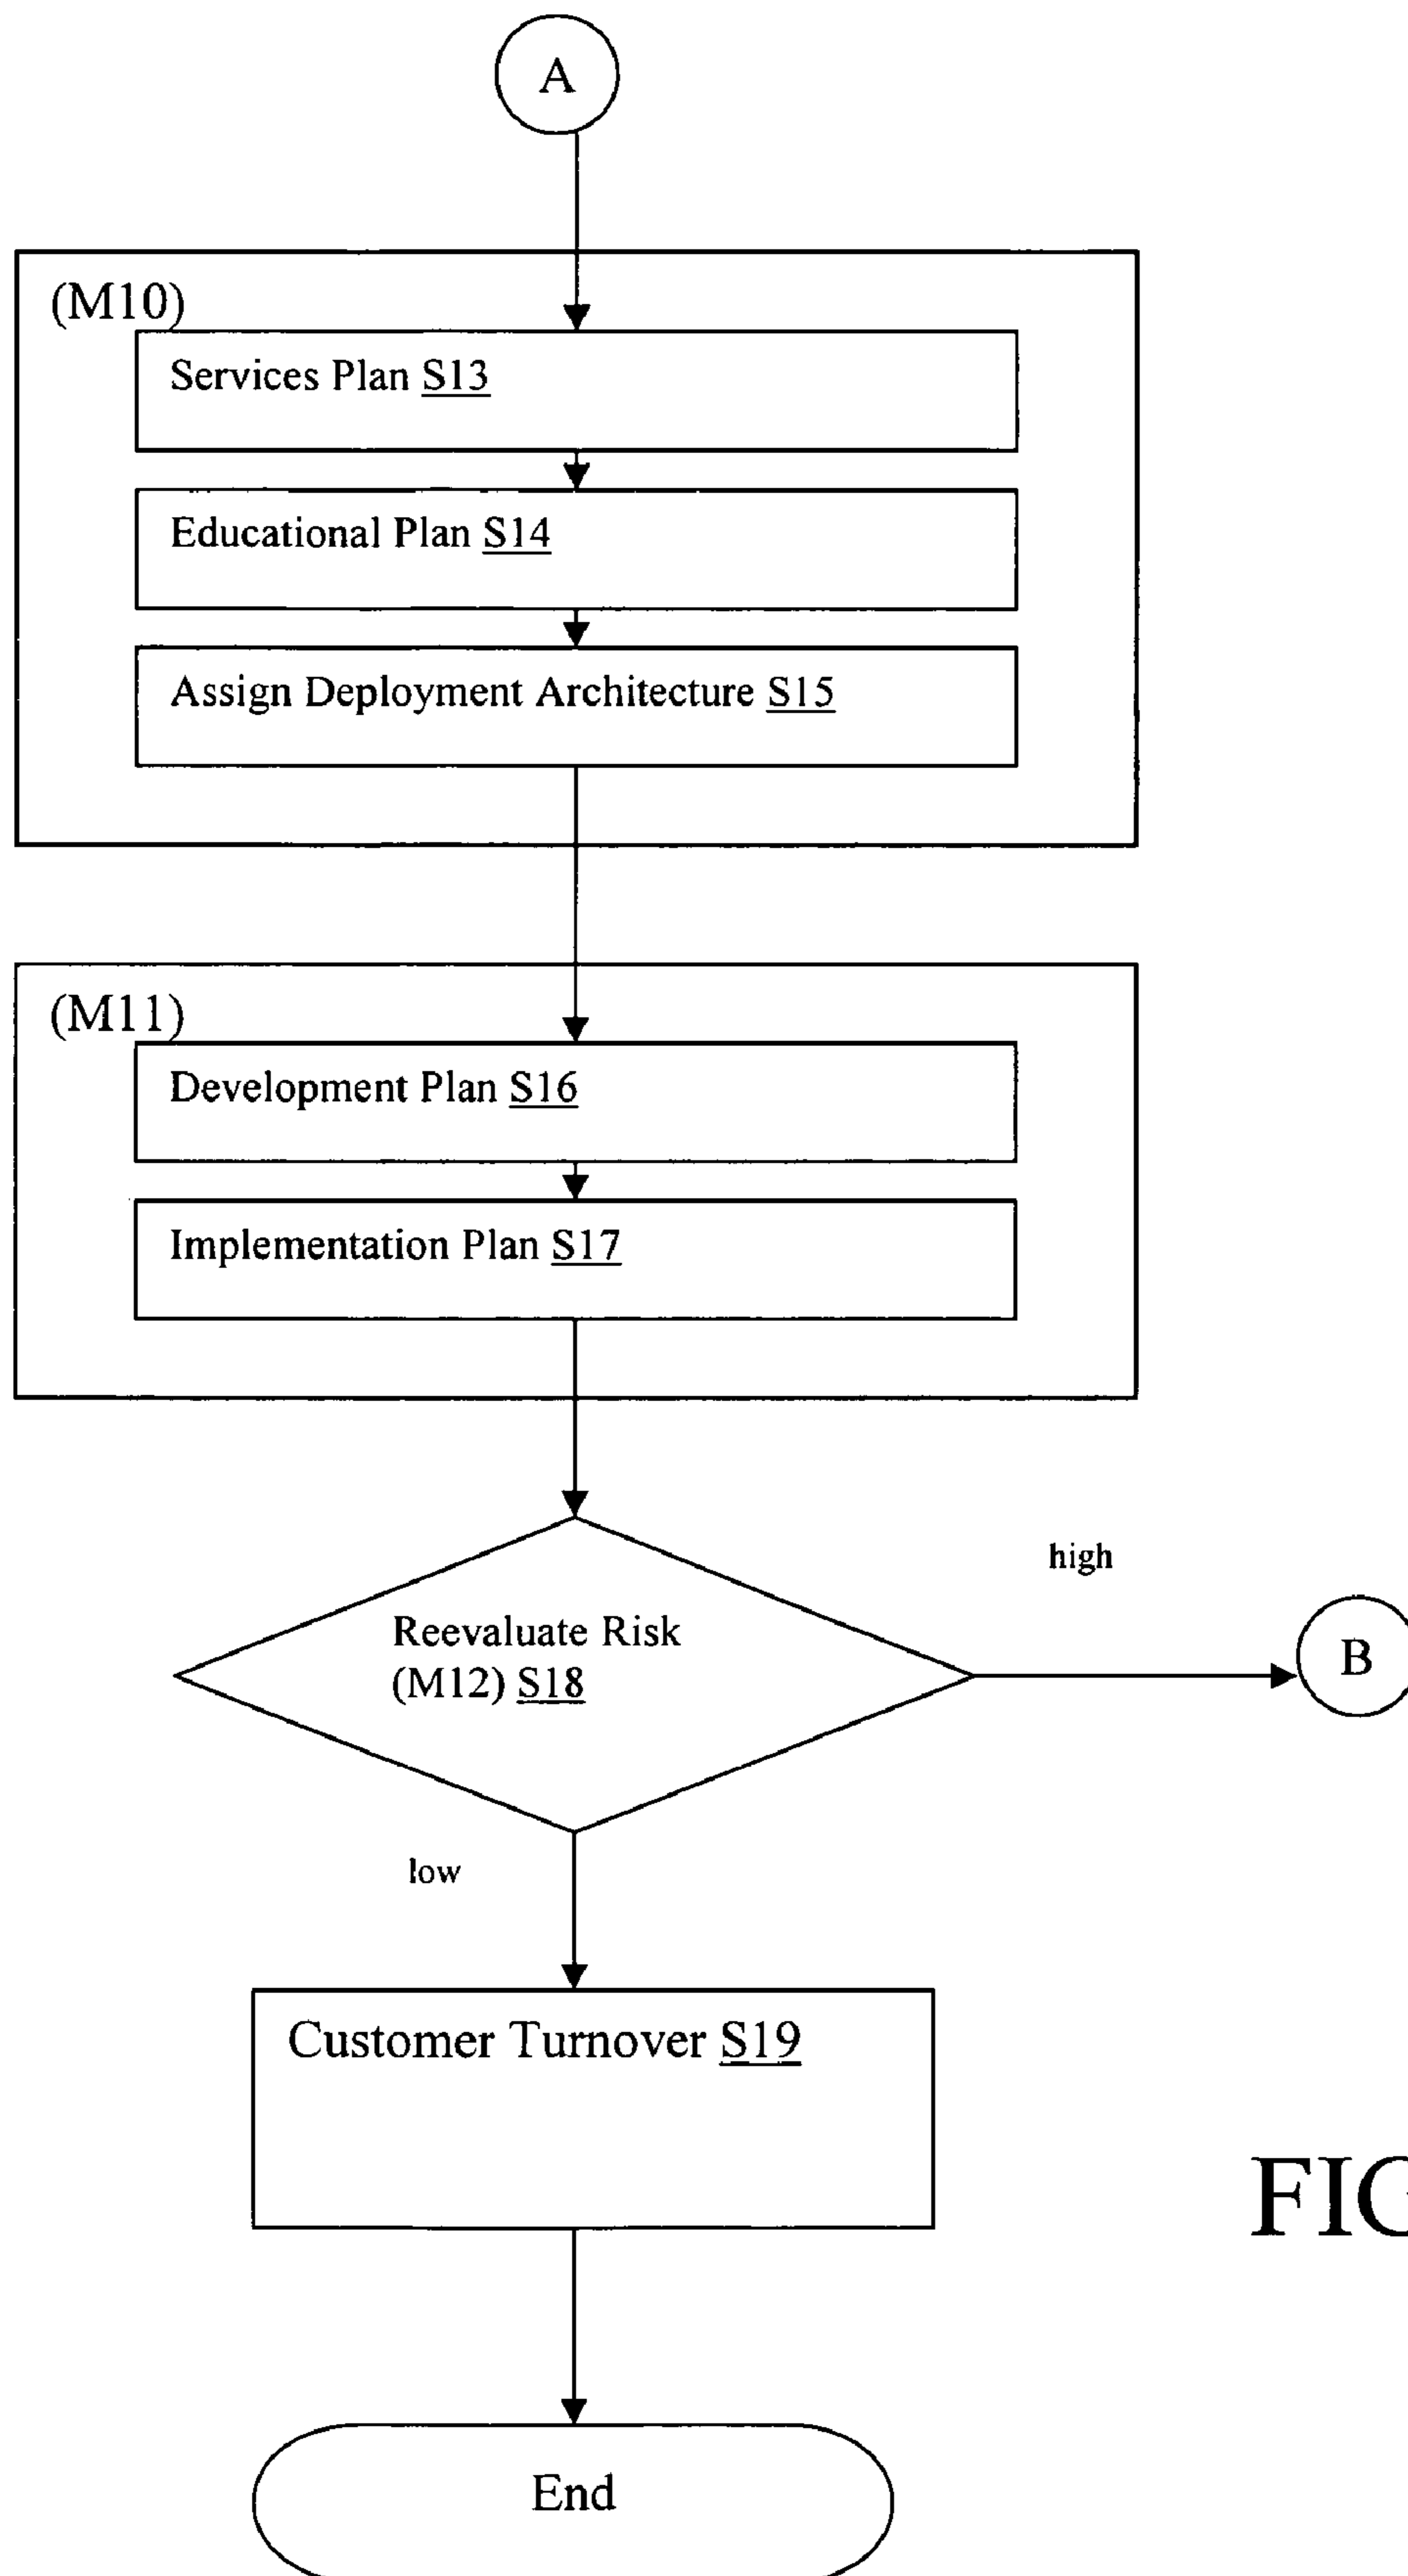 A
(M10)
Services Plan S13
Educational Plan S14
Assign Deployment Architecture S15
(M11)
Development Plan S16
Implementation Plan S17
high
Reevaluate Risk
(M12) S18
B
low
Customer Turnover S19
FIG
End